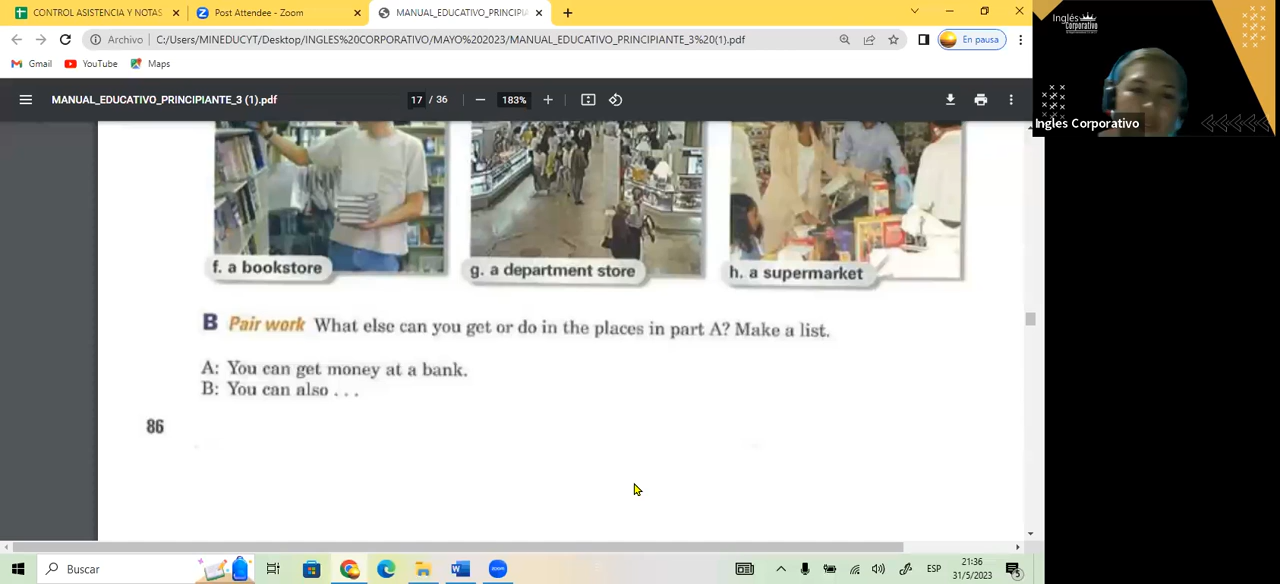 CONTROL ASISTENCIA Y NOTAS
Post Attendee - Zoom
MANUAL_EDUCATIVO_PRINCIPI
Archivo
C:/Users/MINEDUCYT/Desktop/INGLES%20CORPORATIVO/MAYO%202023/MANUAL_EDUCATIVO_PRINCIPIANTE_3%20(1).pdf
En pausa
Gmail
YouTube
Maps
MANUAL_EDUCATIVO_PRINCIPIANTE_3 (1).pdf
17 / 36
183%
f. a bookstore
g. a department store
h. a supermarket
B Pair work What else can you get or do in the places in part A? Make a list.
A: You can get money at a bank.
B: You can also . . .
86
Inglés
Corporativo
Ingles Corporativo
Buscar
zoom
ESP
21:36
31/5/2023
5